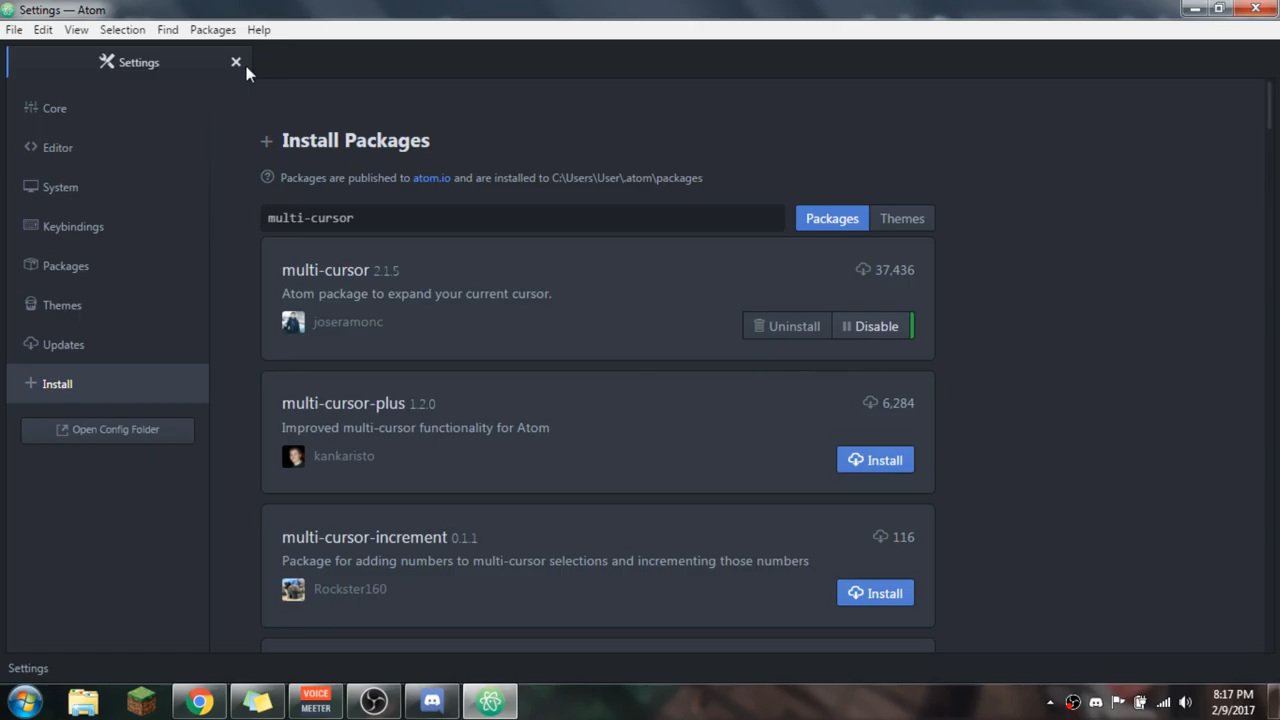 Settings — Atom
File Edit View Selection Find Packages Help
Settings
Core
Editor
System
Keybindings
Packages
Themes
Updates
Install
Open Config Folder
Install Packages
Packages are published to atom.io and are installed to C:\Users\User\.atom\packages
multi-cursor
Packages Themes
multi-cursor 2.1.5
37,436
Atom package to expand your current cursor.
joseramonc
Uninstall Disable
multi-cursor-plus 1.2.0
6,284
Improved multi-cursor functionality for Atom
kankaristo
Install
multi-cursor-increment 0.1.1
116
Package for adding numbers to multi-cursor selections and incrementing those numbers
Rockster160
Install
Settings
VOICE
MEETER
8:17 PM
2/9/2017